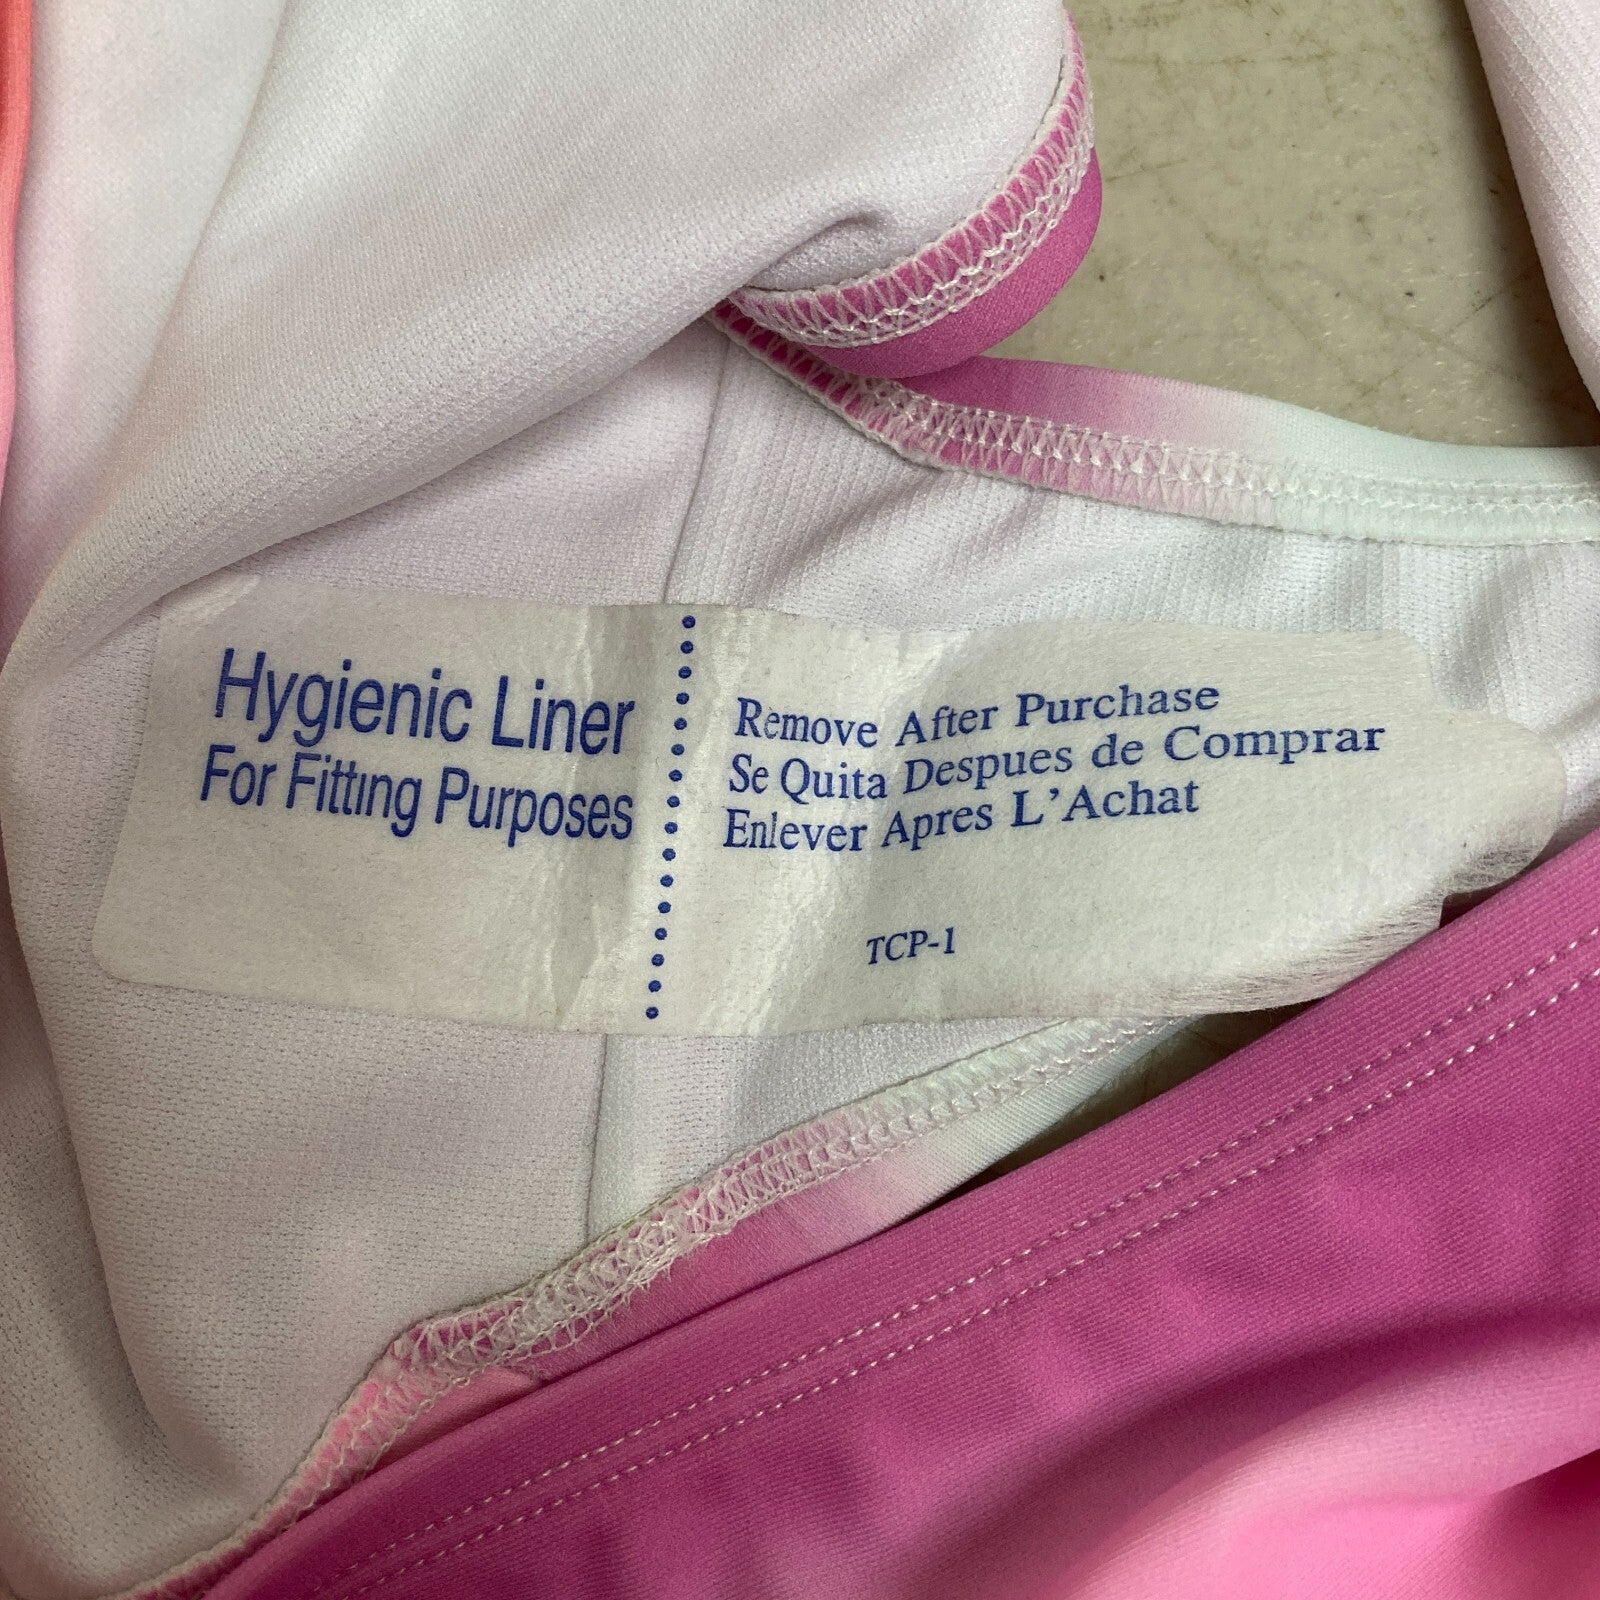 Hygienic Liner
For Fitting Purposes
Remove After Purchase
Se Quita Despues de Comprar
Enlever Apres L'Achat
TCP-1